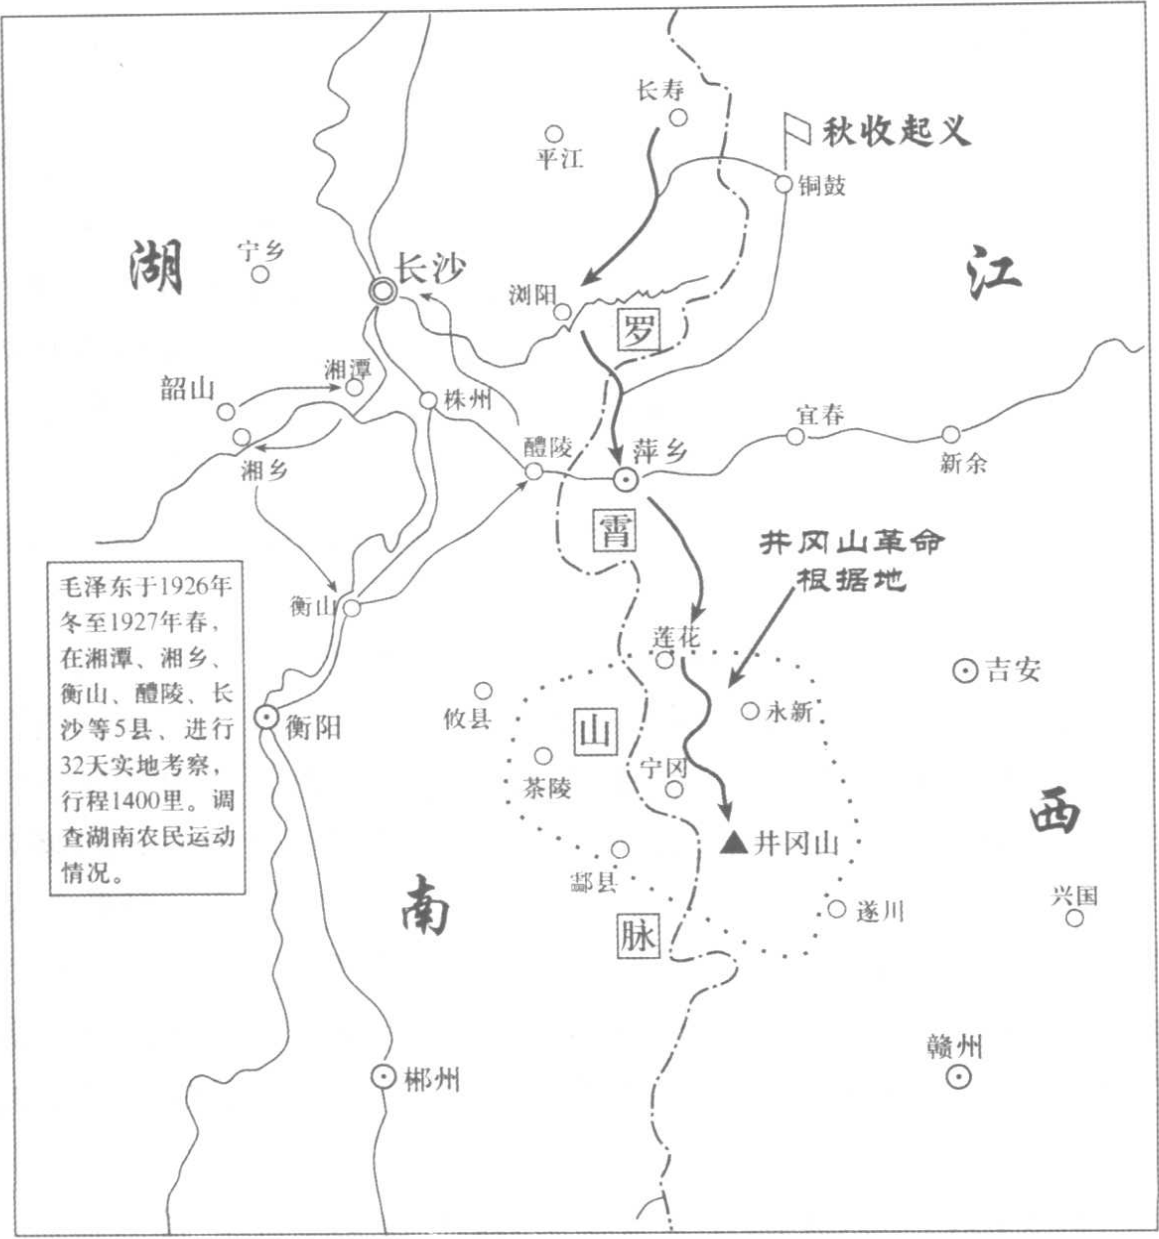 长寿
平江
秋收起义
铜鼓
湖
宁乡
长沙
江
浏阳
罗
湘潭
韶山
株州
宜春
湘乡
醴陵
萍乡
新余
霄
井冈山革命
根据地
毛泽东于1926年
冬至1927年春，
在湘潭、湘乡、
衡山、醴陵、长
沙等5县、进行
32天实地考察，
行程1400里。调
查湖南农民运动
情况。
衡山
莲花
吉安
攸县
永新
衡阳
山
宁冈
茶陵
西
井冈山
酃县
南
遂川
兴国
脉
赣州
郴州